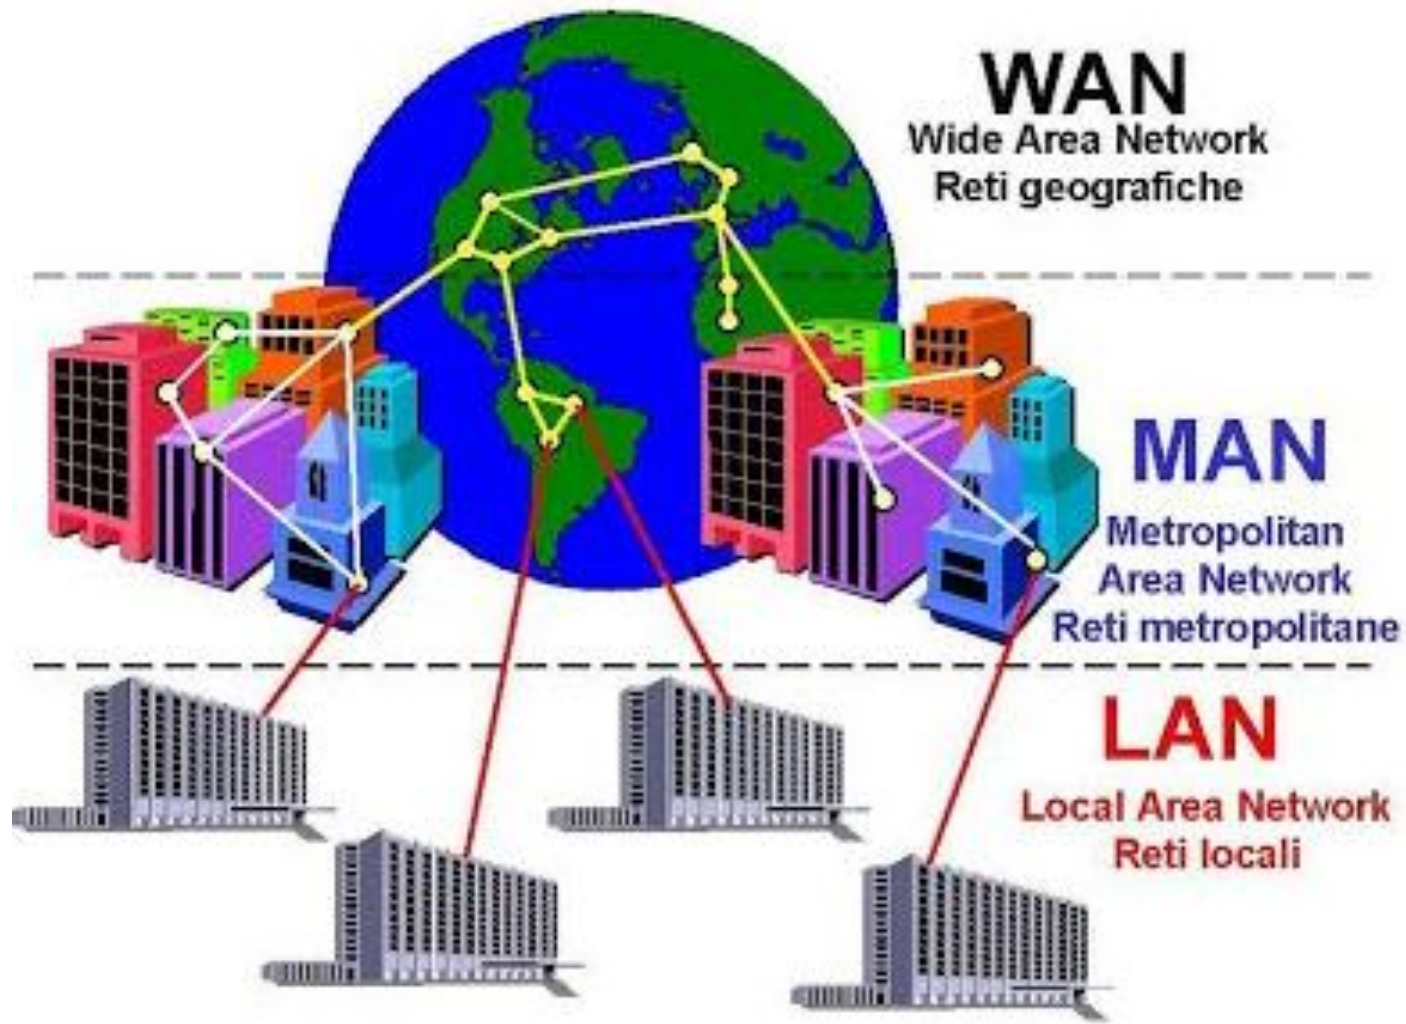 WAN
Wide Area Network
Reti geografiche
MAN
Metropolitan
Area Network
Reti metropolitane
LAN
Local Area Network
Reti locali